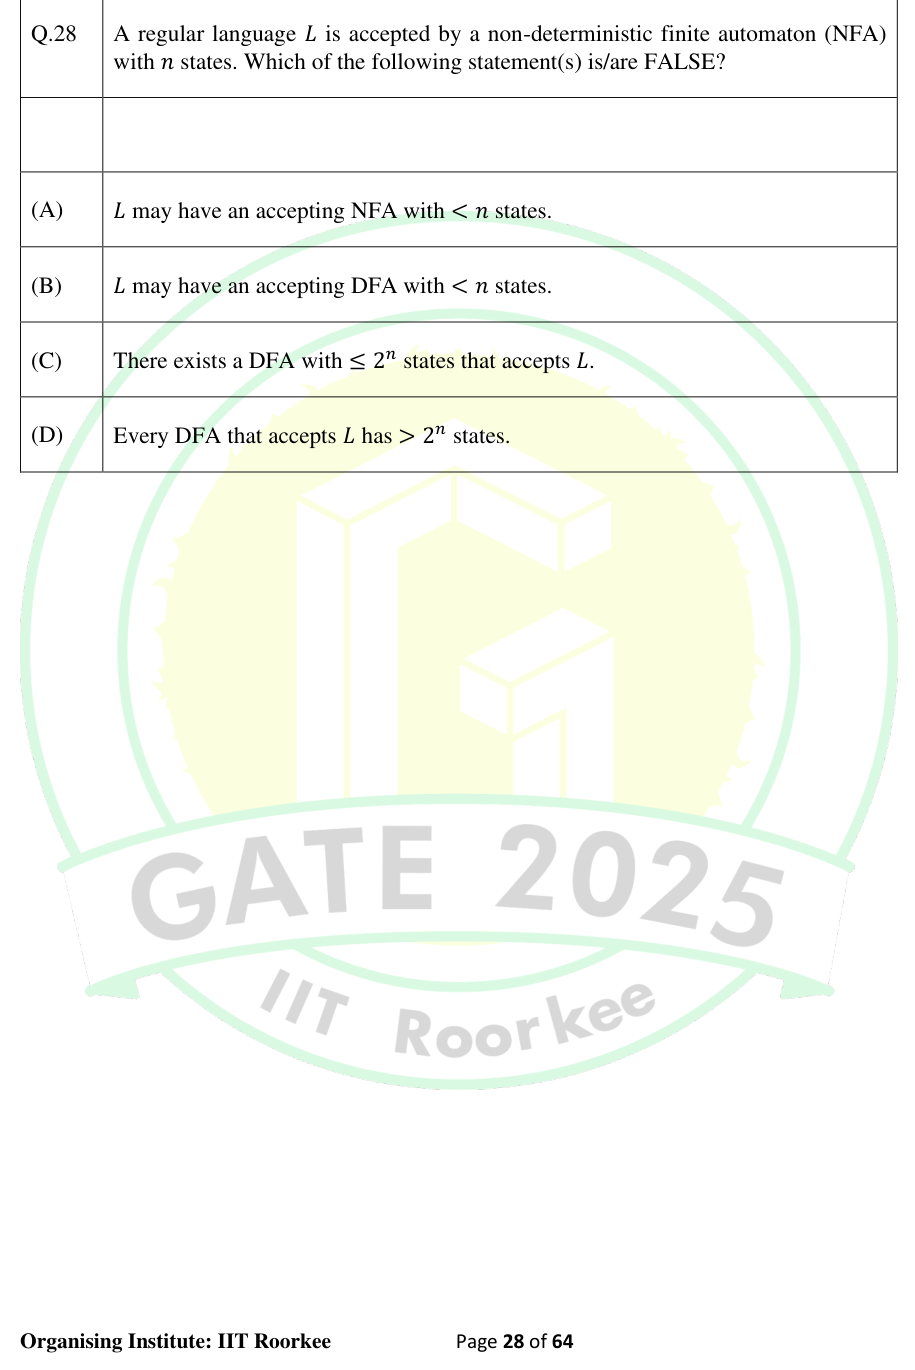 Q.28 A regular language L is accepted by a non-deterministic finite automaton (NFA)
with n states. Which of the following statement(s) is/are FALSE?
(A) L may have an accepting NFA with < n states.
(B) L may have an accepting DFA with < n states.
(C) There exists a DFA with ≤ 2ⁿ states that accepts L.
(D) Every DFA that accepts L has > 2ⁿ states.
GATE 2025
IIT Roorkee
Organising Institute: IIT Roorkee Page 28 of 64